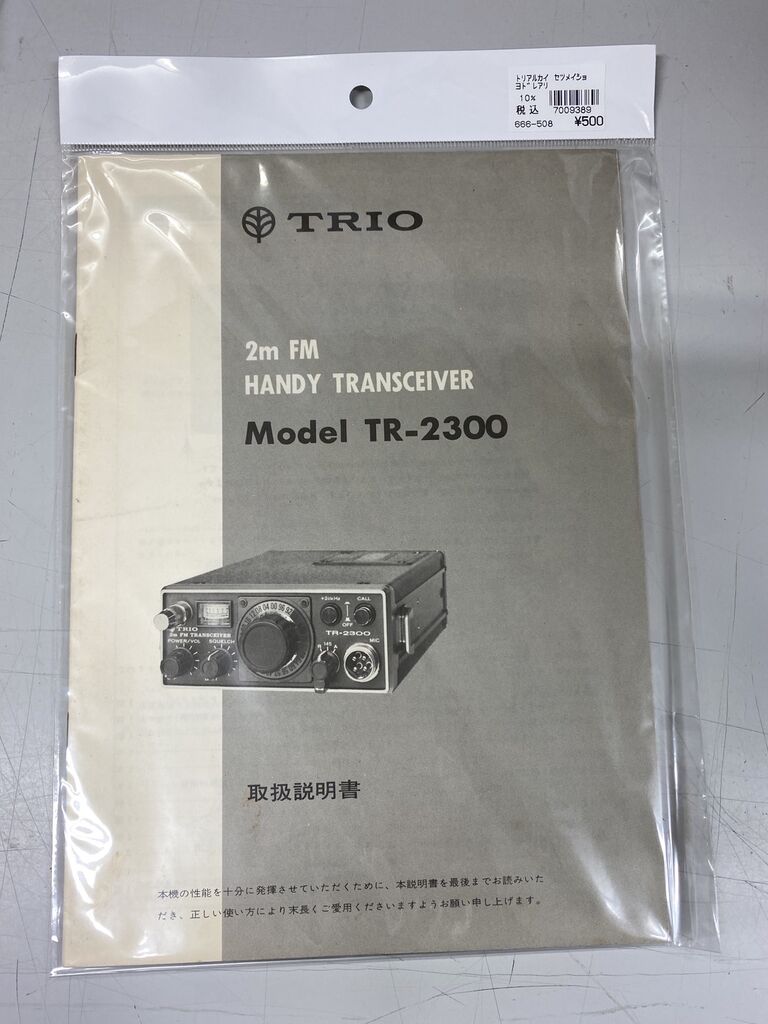 トリアルカイ セツメイショ
ヨドレアリ
10%
税込 7009389
666-508 ¥500
TRIO
2m FM
HANDY TRANSCEIVER
Model TR-2300
+5kHz CALL
OFF
TRIO
2m FM TRANSCEIVER
TR-2300
POWER/VOL SQUELCH
145
MIC
取扱説明書
本機の性能を十分に発揮させていただくために、本説明書を最後までお読みいた
だき、正しい使い方により末長くご愛用くださいますようお願い申し上げます。